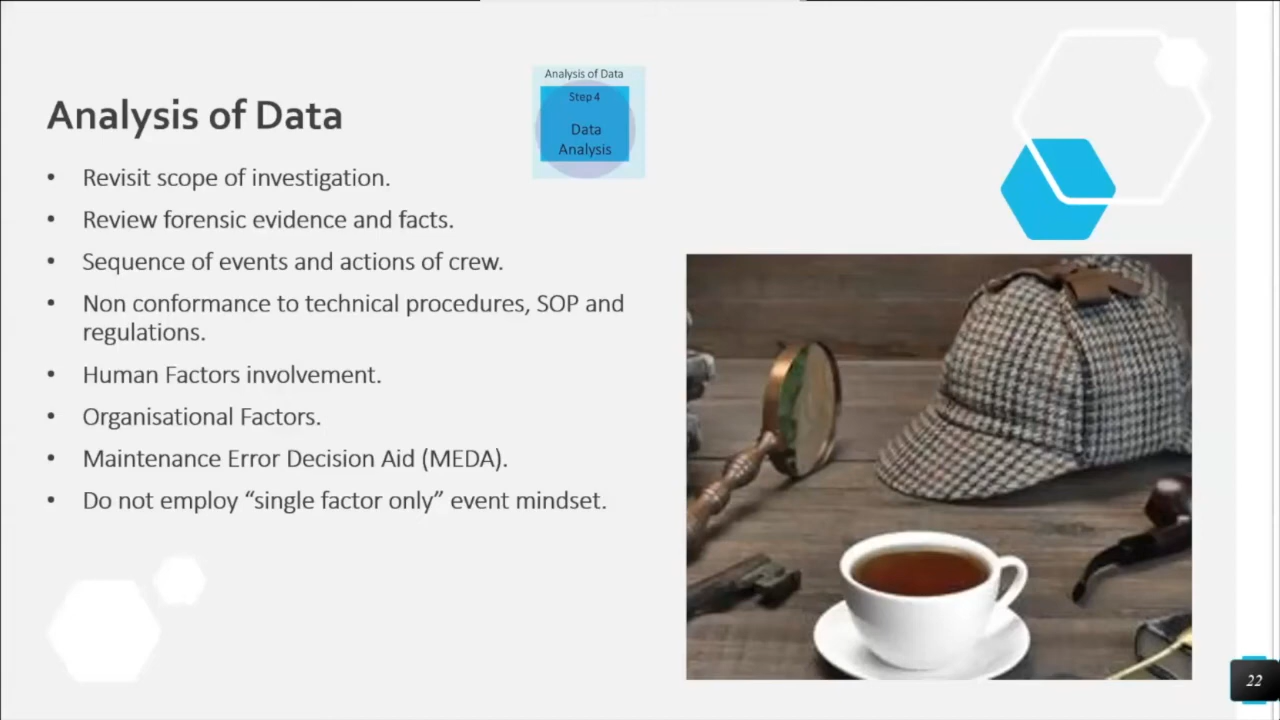 Analysis of Data
Step 4
Data
Analysis
Analysis of Data
• Revisit scope of investigation.
• Review forensic evidence and facts.
• Sequence of events and actions of crew.
• Non conformance to technical procedures, SOP and
regulations.
• Human Factors involvement.
• Organisational Factors.
• Maintenance Error Decision Aid (MEDA).
• Do not employ “single factor only” event mindset.
22